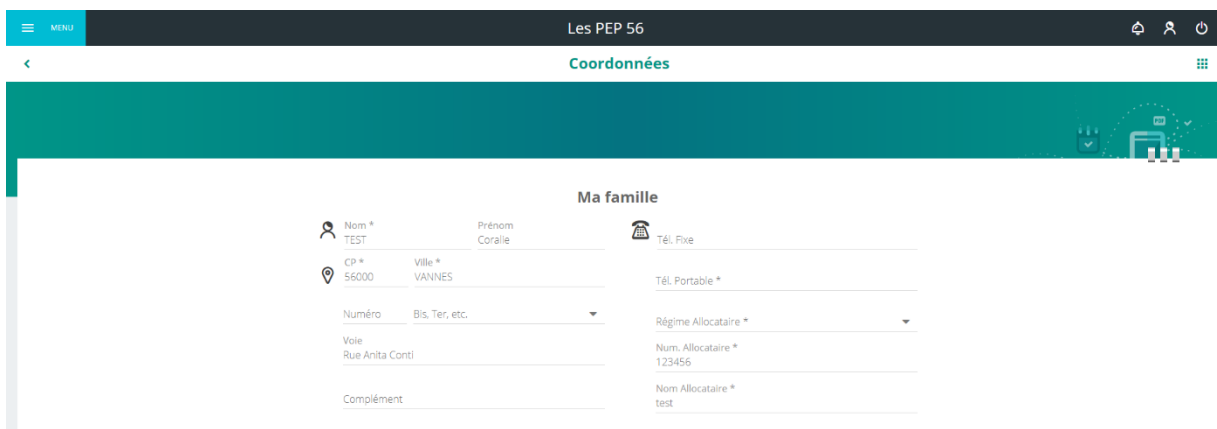 MENU
Les PEP 56
Coordonnées
Ma famille
Nom *
TEST
Prénom
Coralie
CP *
56000
Ville *
VANNES
Numéro
Bis, Ter, etc.
Voie
Rue Anita Conti
Complément
Tél. Fixe
Tél. Portable *
Régime Allocataire *
Num. Allocataire *
123456
Nom Allocataire *
test